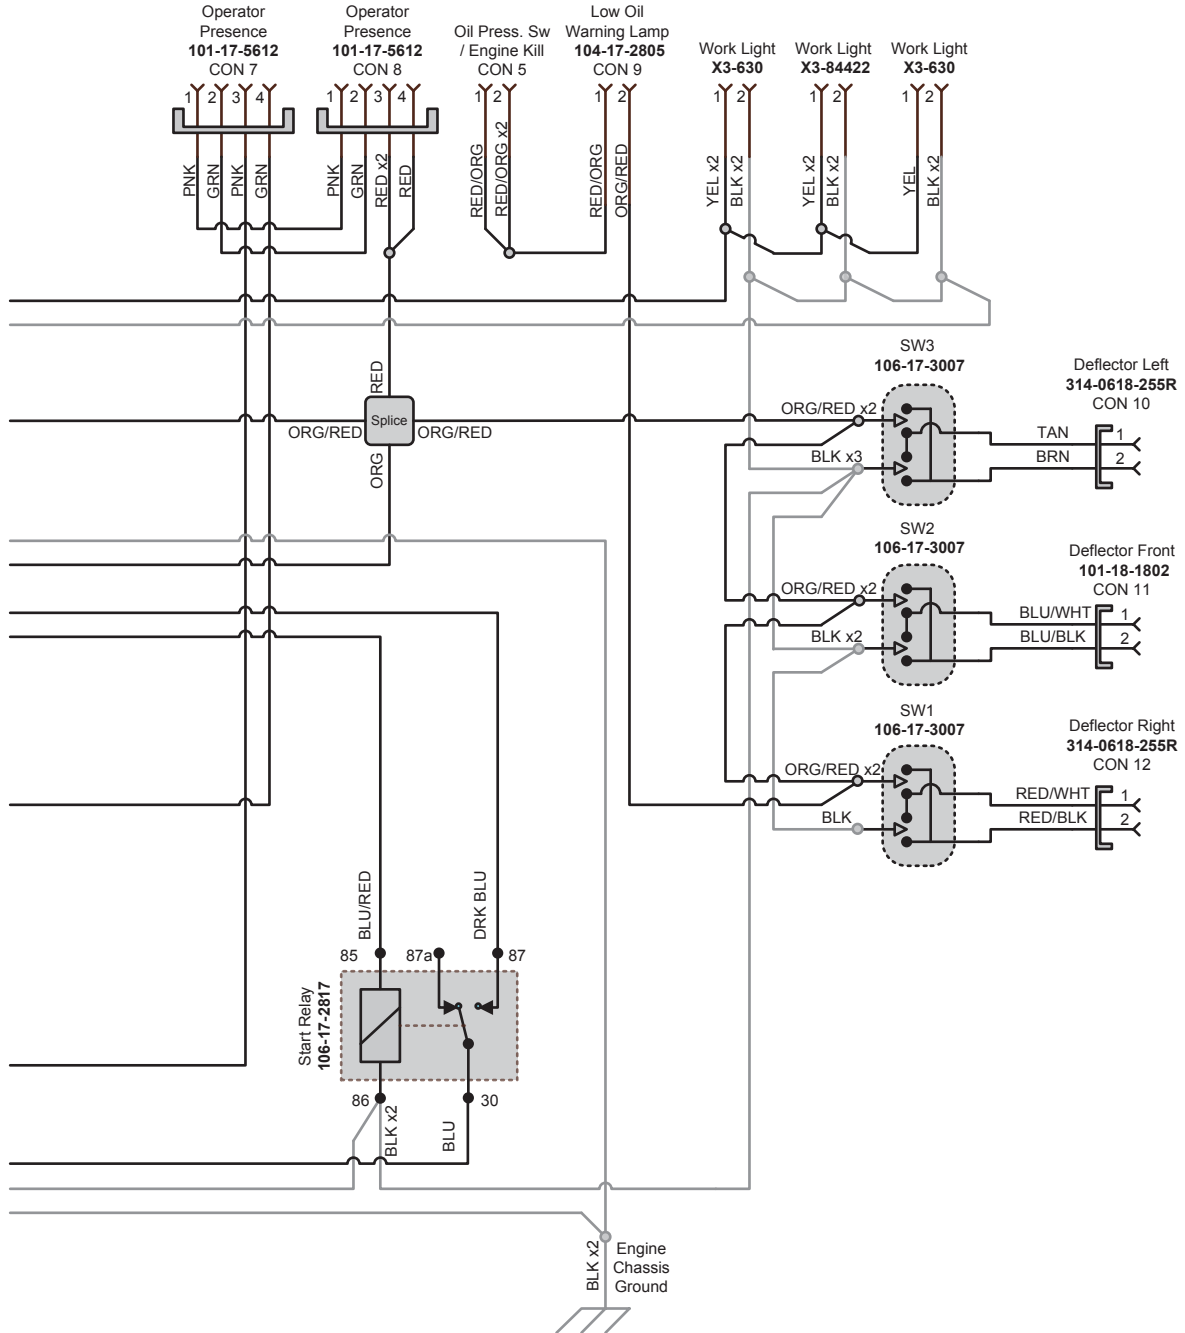 Operator
Presence
101-17-5612
CON 7
Operator
Presence
101-17-5612
CON 8
Oil Press. Sw
/ Engine Kill
CON 5
Low Oil
Warning Lamp
104-17-2805
CON 9
Work Light
X3-630
Work Light
X3-84422
Work Light
X3-630
1 2 3 4
1 2 3 4
1 2
1 2
1 2
1 2
1 2
PNK
GRN
PNK
GRN
PNK
GRN
RED x2
RED
RED/ORG
RED/ORG x2
RED/ORG
ORG/RED
YEL x2
BLK x2
YEL x2
BLK x2
YEL
BLK x2
RED
Splice
ORG/RED
ORG/RED
ORG
SW3
106-17-3007
ORG/RED x2
BLK x3
TAN
BRN
Deflector Left
314-0618-255R
CON 10
1
2
SW2
106-17-3007
ORG/RED x2
BLK x2
BLU/WHT
BLU/BLK
Deflector Front
101-18-1802
CON 11
1
2
SW1
106-17-3007
ORG/RED x2
BLK
RED/WHT
RED/BLK
Deflector Right
314-0618-255R
CON 12
1
2
BLU/RED
DRK BLU
85
87a
87
Start Relay
106-17-2817
86
30
BLK x2
BLU
BLK x2
Engine
Chassis
Ground